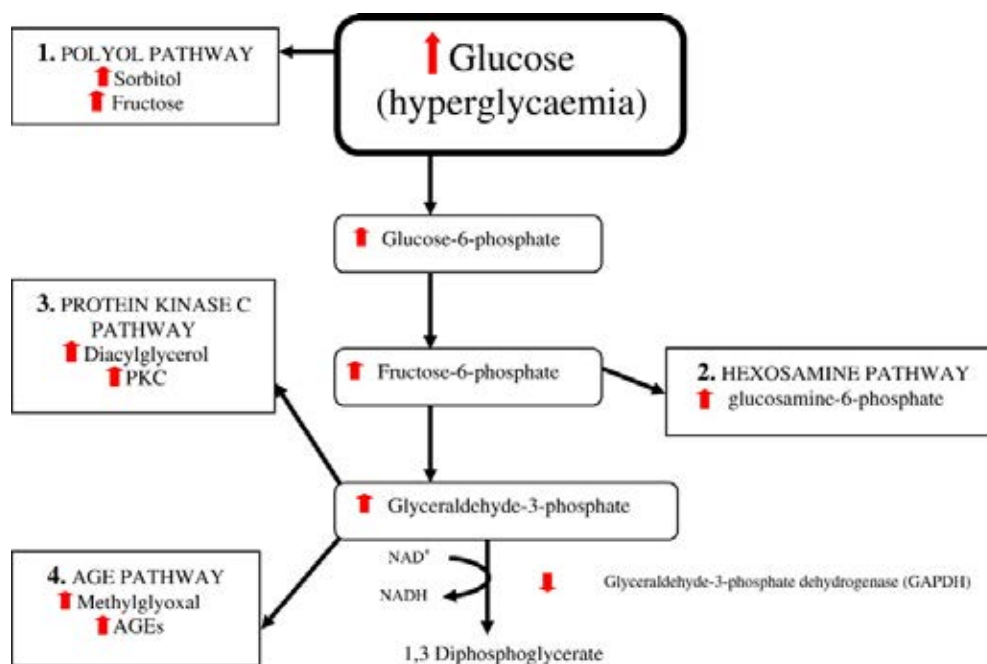 1. POLYOL PATHWAY
Sorbitol
Fructose
Glucose
(hyperglycaemia)
Glucose-6-phosphate
3. PROTEIN KINASE C
PATHWAY
Diacylglycerol
PKC
Fructose-6-phosphate
2. HEXOSAMINE PATHWAY
glucosamine-6-phosphate
Glyceraldehyde-3-phosphate
4. AGE PATHWAY
Methylglyoxal
AGEs
NAD+
NADH
Glyceraldehyde-3-phosphate dehydrogenase (GAPDH)
1,3 Diphosphoglycerate